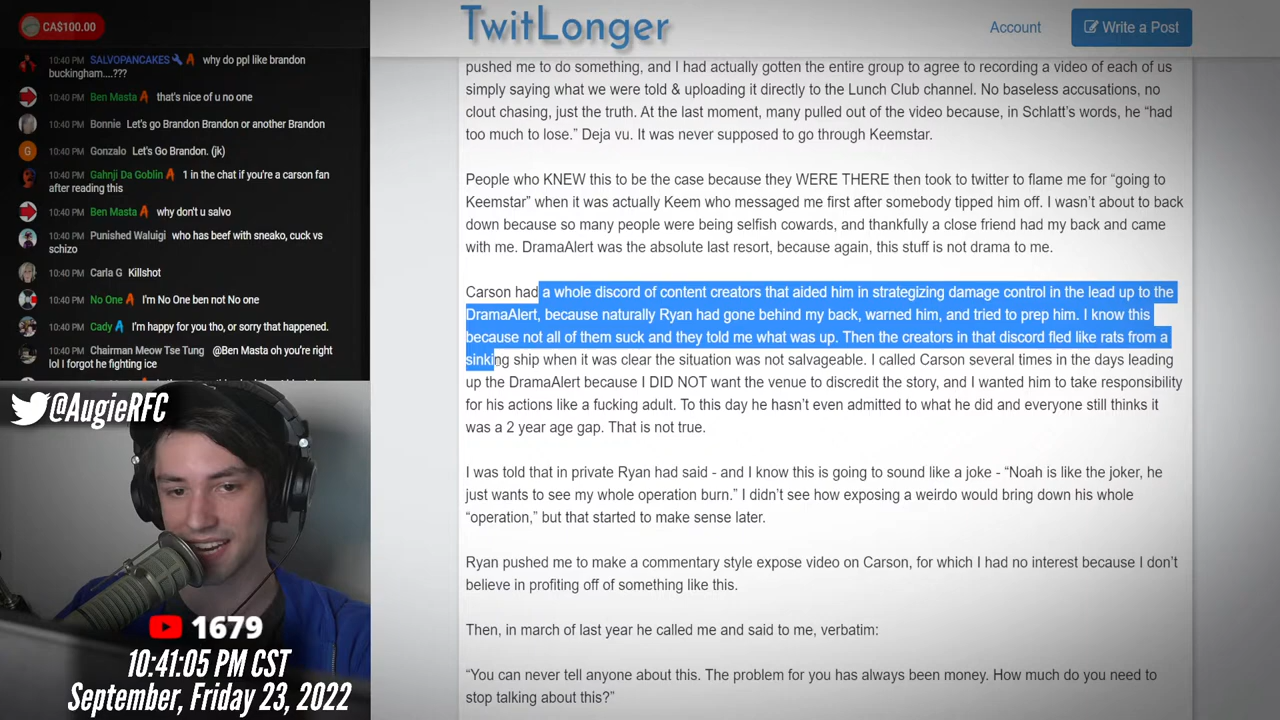 CA$100.00
10:40 PM SALVOPANCAKES why do ppl like brandon
buckingham....???
10:40 PM Ben Masta that's nice of u no one
10:40 PM Bonnie Let's go Brandon Brandon or another Brandon
G 10:40 PM Gonzalo Let's Go Brandon. (jk)
10:40 PM Gahnji Da Goblin 1 in the chat if you're a carson fan
after reading this
10:40 PM Ben Masta why don't u salvo
10:40 PM Punished Waluigi who has beef with sneako, cuck vs
schizo
10:40 PM Carla G Killshot
10:40 PM No One I'm No One ben not No one
10:40 PM Cady I'm happy for you tho, or sorry that happened.
10:40 PM Chairman Meow Tse Tung @Ben Masta oh you're right
lol I forgot he fighting ice
@AugieRFC
1679
10:41:05 PM CST
September, Friday 23, 2022
TwitLonger
Account
Write a Post
pushed me to do something, and I had actually gotten the entire group to agree to recording a video of each of us
simply saying what we were told & uploading it directly to the Lunch Club channel. No baseless accusations, no
clout chasing, just the truth. At the last moment, many pulled out of the video because, in Schlatt's words, he “had
too much to lose.” Deja vu. It was never supposed to go through Keemstar.
People who KNEW this to be the case because they WERE THERE then took to twitter to flame me for “going to
Keemstar” when it was actually Keem who messaged me first after somebody tipped him off. I wasn't about to back
down because so many people were being selfish cowards, and thankfully a close friend had my back and came
with me. DramaAlert was the absolute last resort, because again, this stuff is not drama to me.
Carson had a whole discord of content creators that aided him in strategizing damage control in the lead up to the
DramaAlert, because naturally Ryan had gone behind my back, warned him, and tried to prep him. I know this
because not all of them suck and they told me what was up. Then the creators in that discord fled like rats from a
sinking ship when it was clear the situation was nonsalvageable. I called Carson several times in the days leading
up the DramaAlert because I DID NOT want the venue to discredit the story, and I wanted him to take responsibility
for his actions like a fucking adult. To this day he hasn't even admitted to what he did and everyone still thinks it
was a 2 year age gap. That is not true.
I was told that in private Ryan had said - and I know this is going to sound like a joke - “Noah is like the joker, he
just wants to see my whole operation burn.” I didn't see how exposing a weirdo would bring down his whole
“operation,” but that started to make sense later.
Ryan pushed me to make a commentary style expose video on Carson, for which I had no interest because I don't
believe in profiting off of something like this.
Then, in march of last year he called me and said to me, verbatim:
“You can never tell anyone about this. The problem for you has always been money. How much do you need to
stop talking about this?”